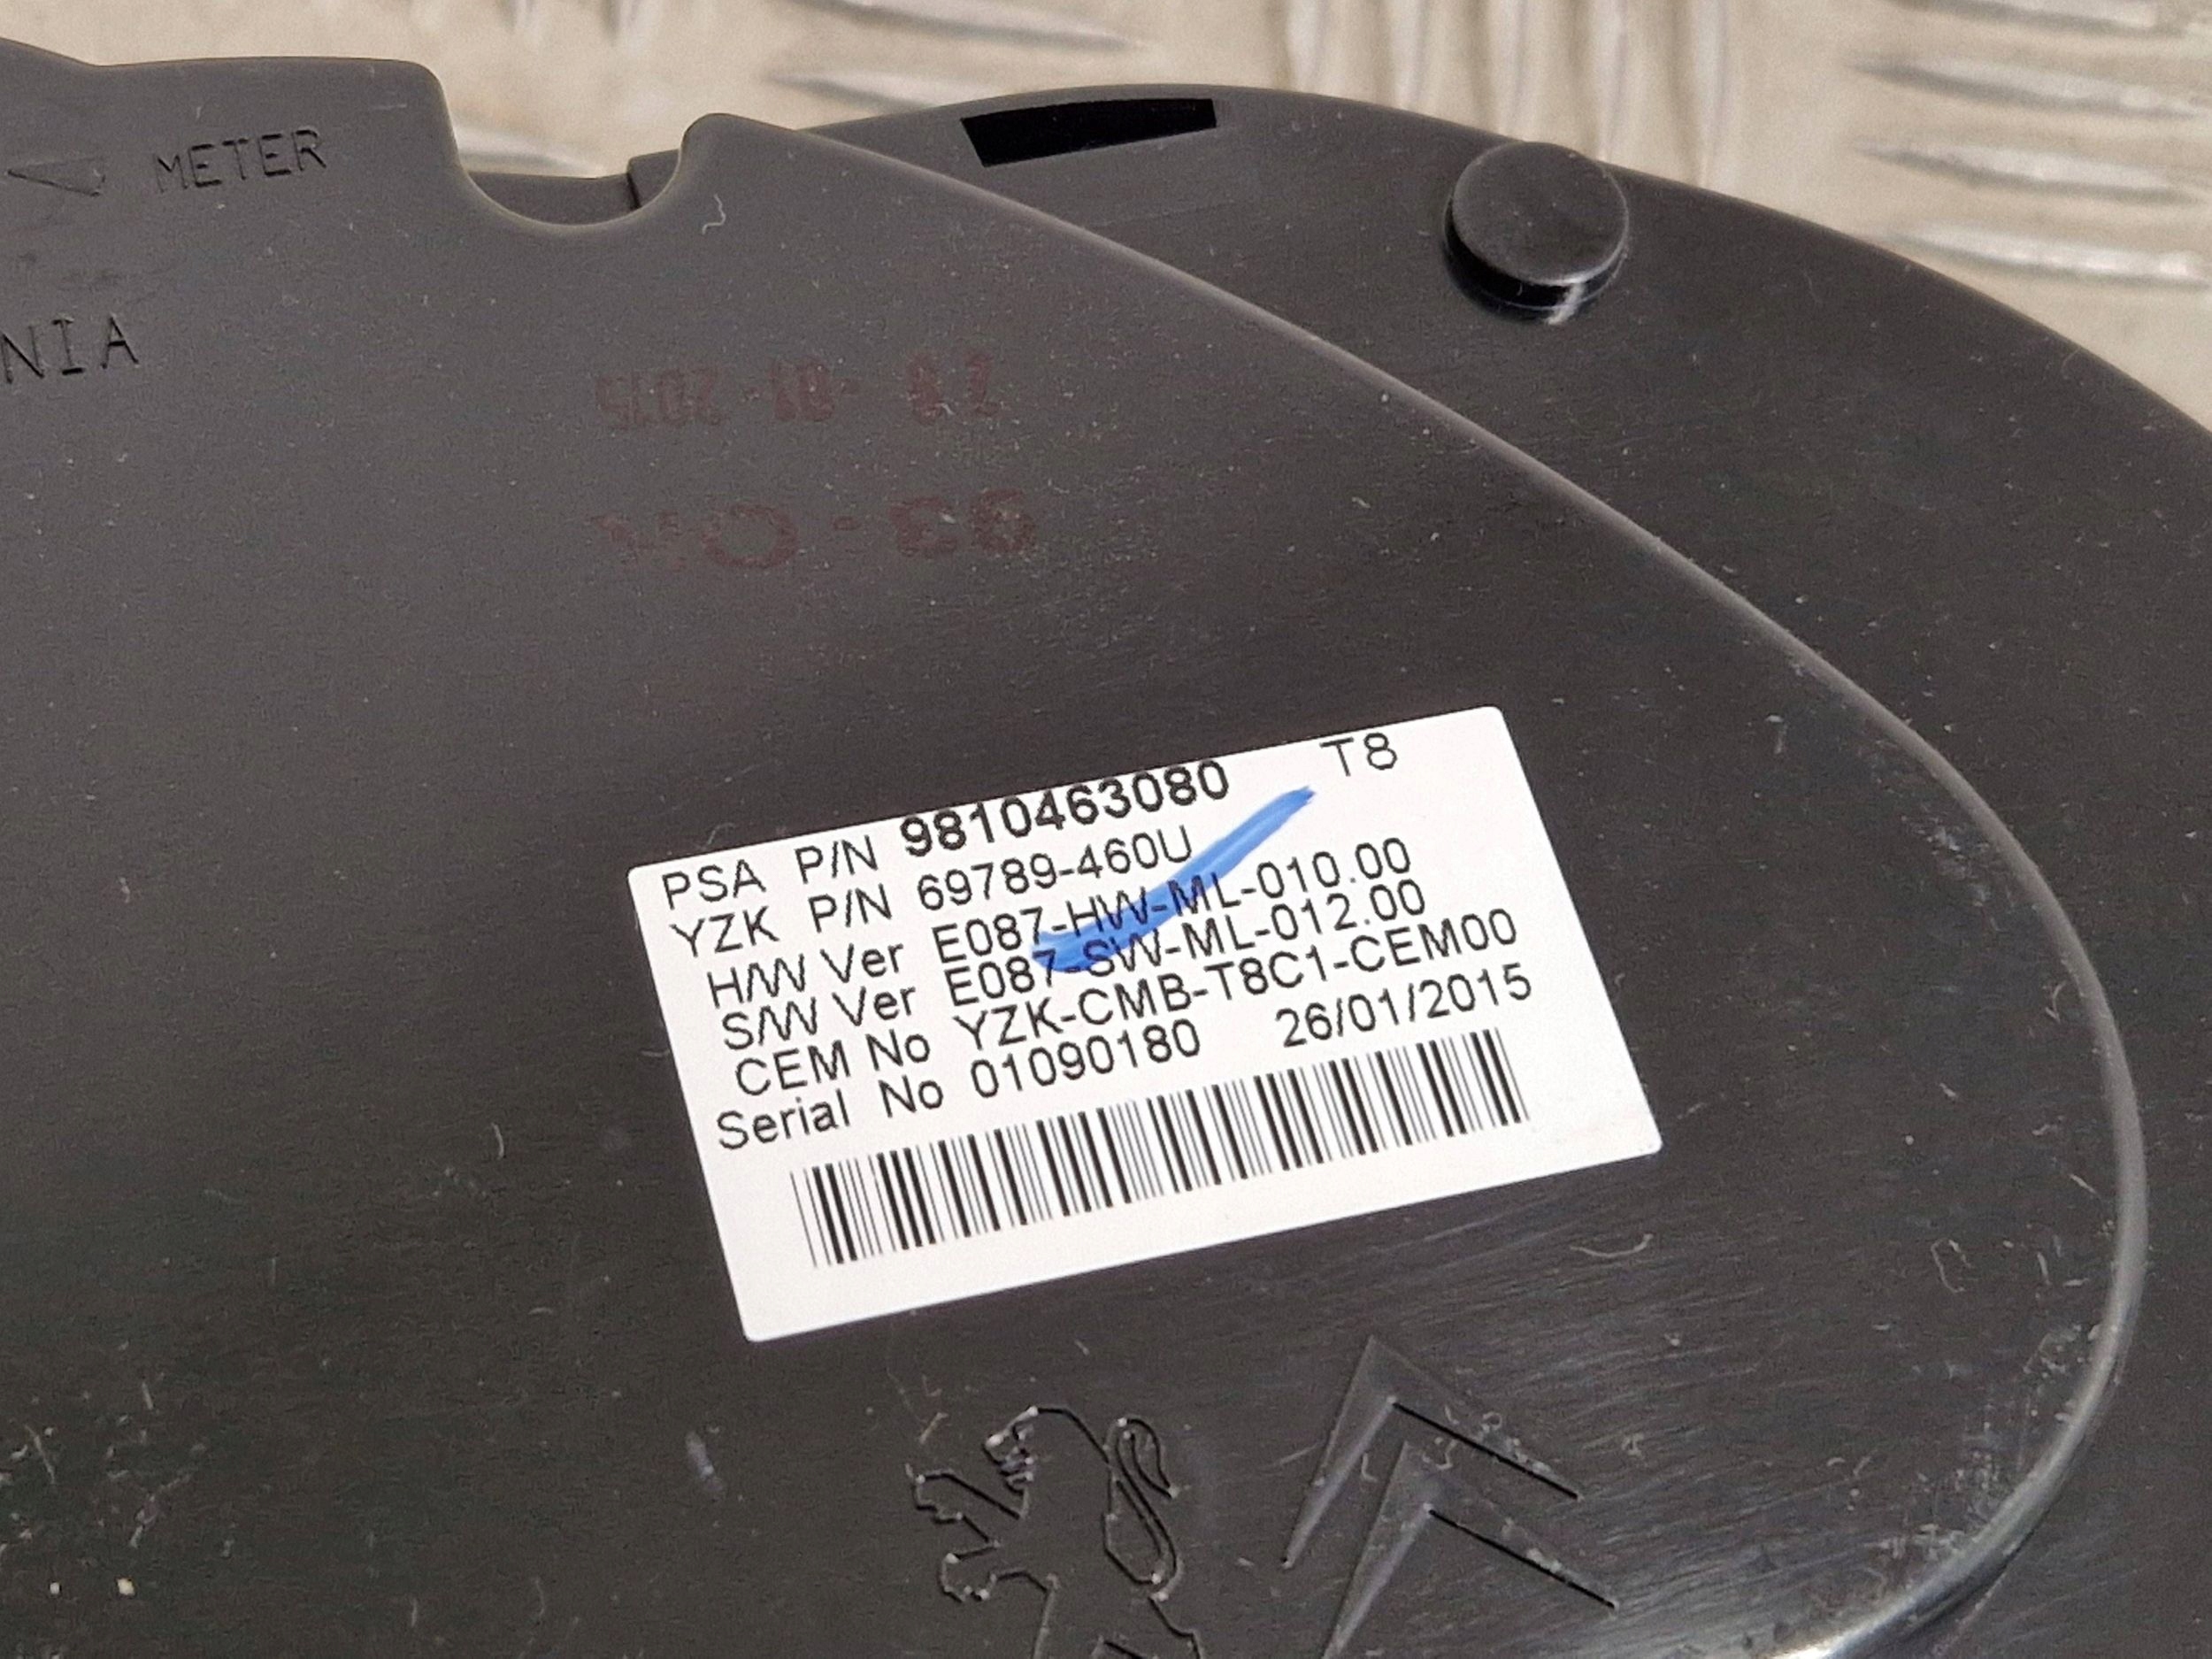 METER
NIA
PSA P/N 9810463080 T8
YZK P/N 69789-460U
H/W Ver E087-HW-ML-010.00
S/W Ver E087-SW-ML-012.00
CEM No YZK-CMB-T8C1-CEM00
Serial No 01090180 26/01/2015